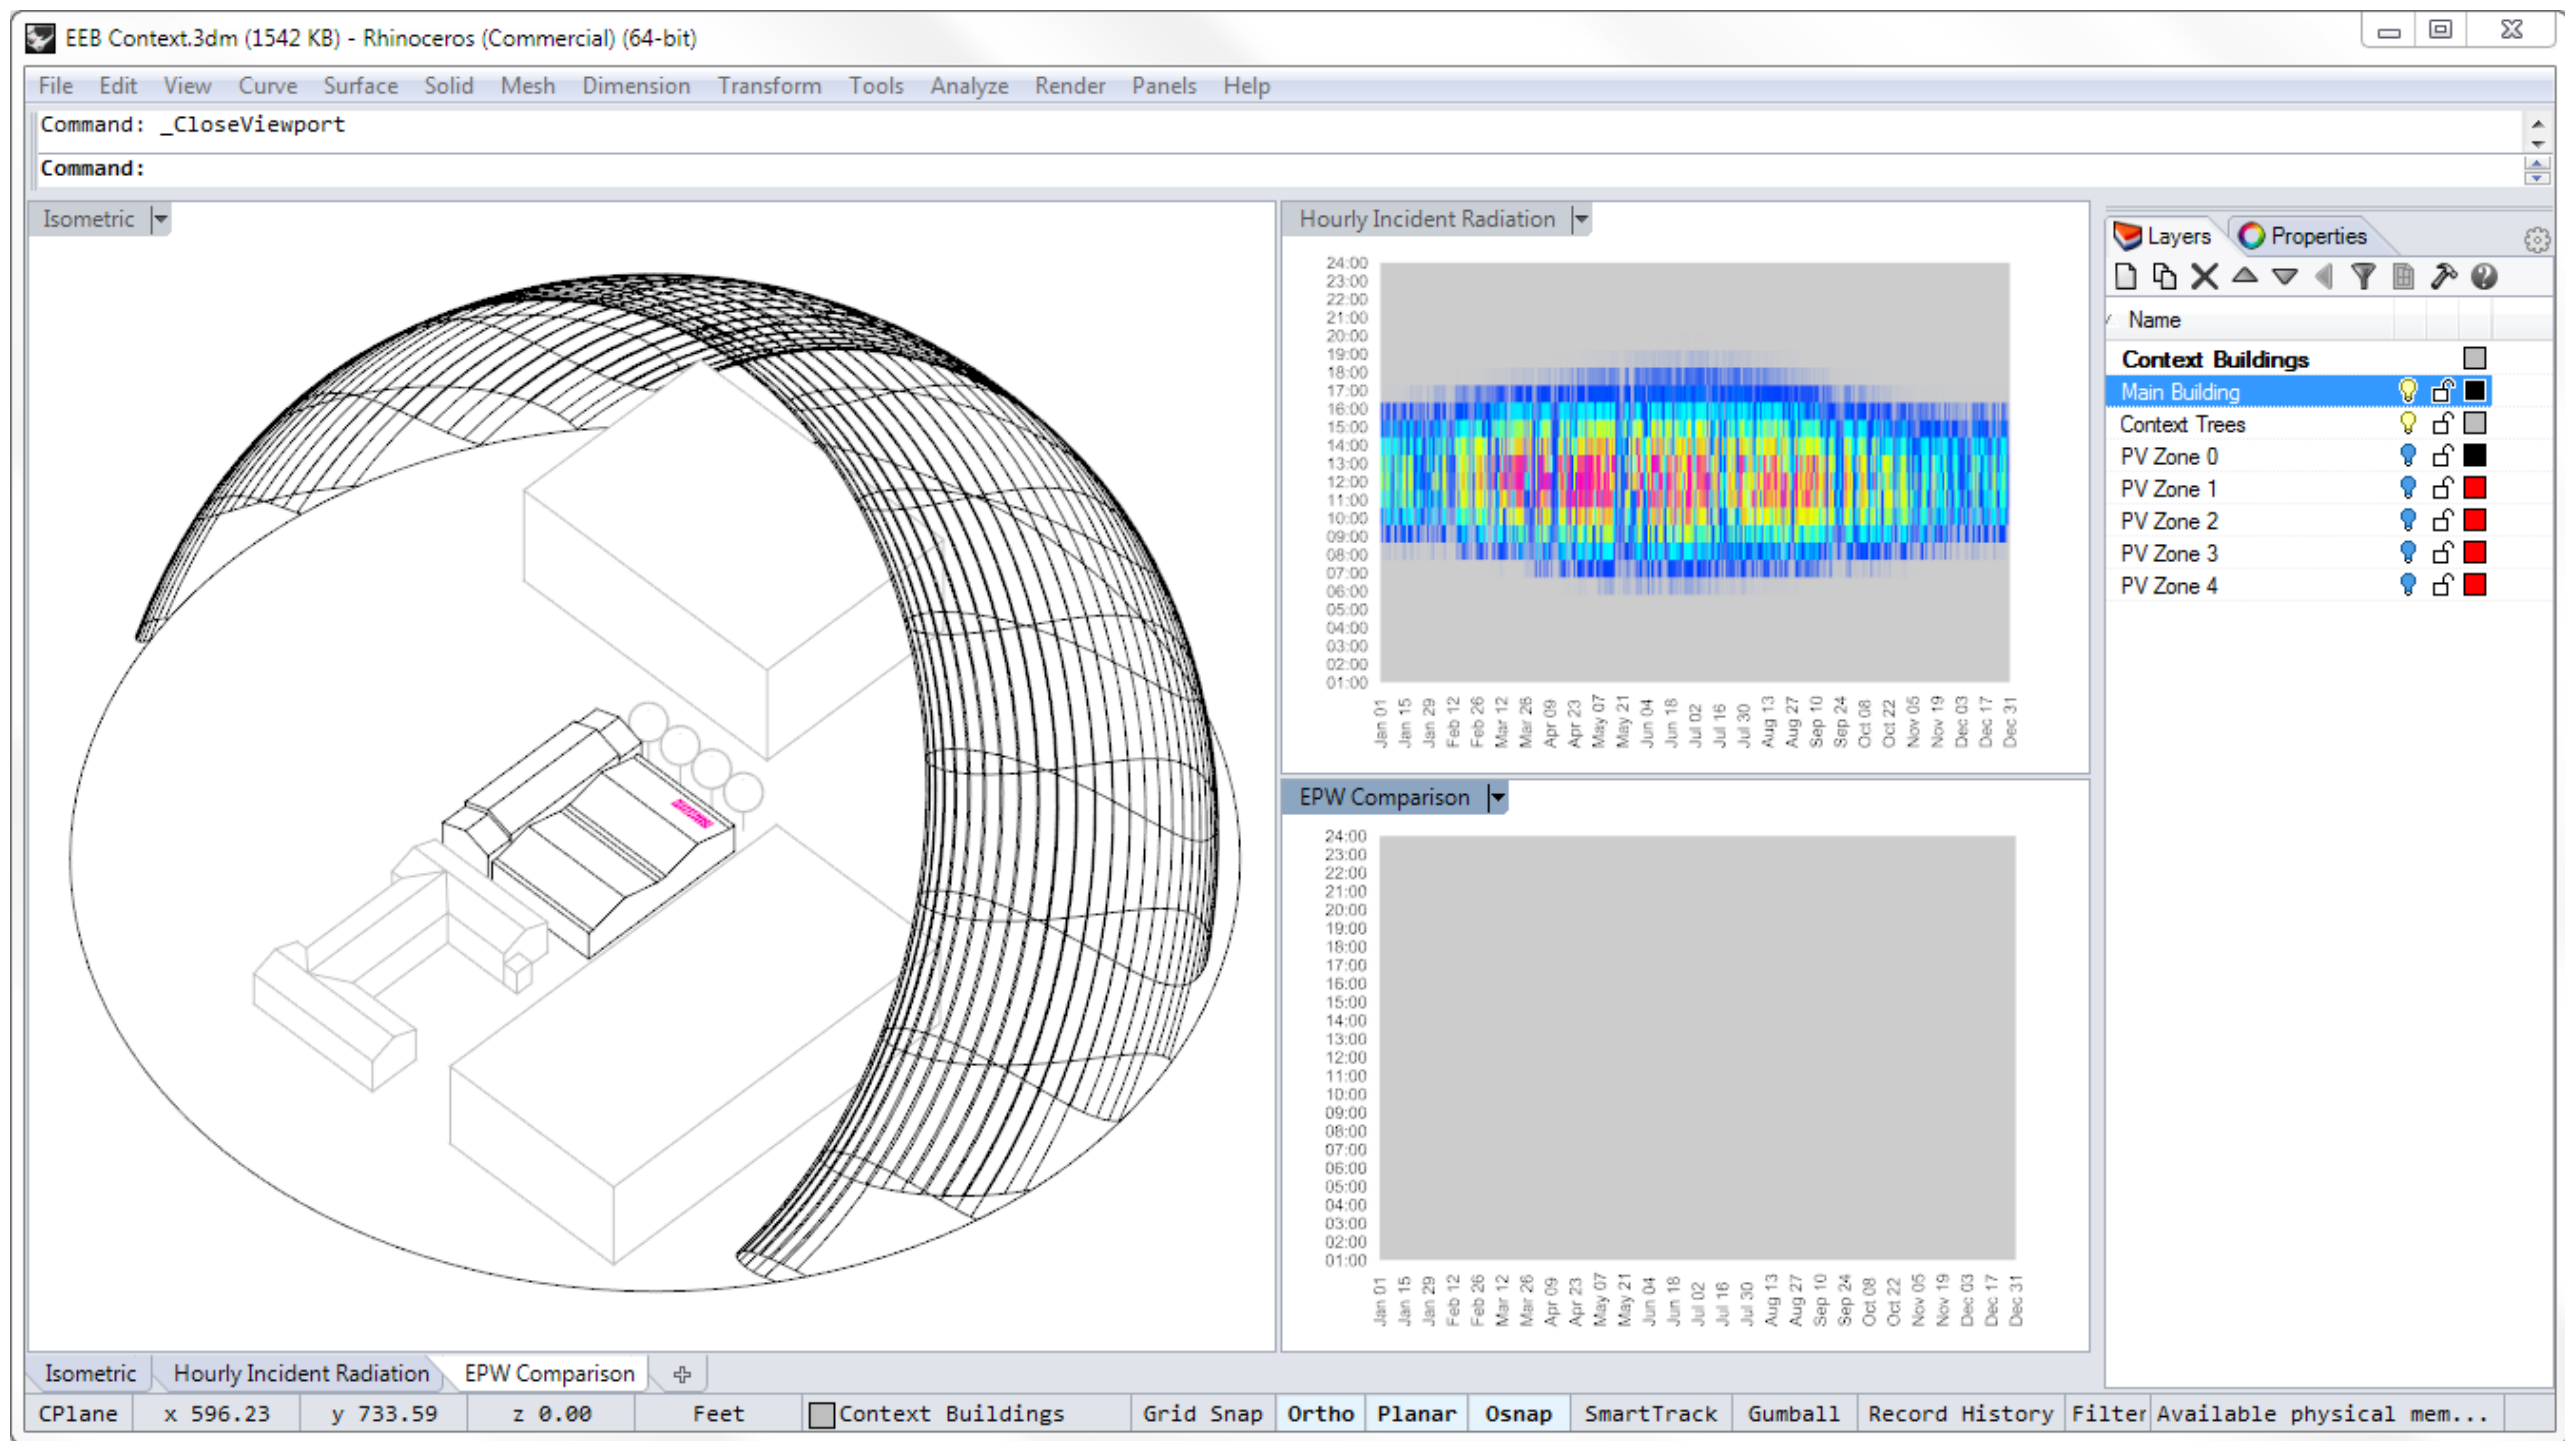 EEB Context.3dm (1542 KB) - Rhinoceros (Commercial) (64-bit)
File Edit View Curve Surface Solid Mesh Dimension Transform Tools Analyze Render Panels Help
Command: _CloseViewport
Command:
Isometric
Hourly Incident Radiation
24:00
23:00
22:00
21:00
20:00
19:00
18:00
17:00
16:00
15:00
14:00
13:00
12:00
11:00
10:00
09:00
08:00
07:00
06:00
05:00
04:00
03:00
02:00
01:00
Jan 01
Jan 15
Jan 29
Feb 12
Feb 26
Mar 12
Mar 26
Apr 09
Apr 23
May 07
May 21
Jun 04
Jun 18
Jul 02
Jul 16
Jul 30
Aug 13
Aug 27
Sep 10
Sep 24
Oct 08
Oct 22
Nov 05
Nov 19
Dec 03
Dec 17
Dec 31
EPW Comparison
24:00
23:00
22:00
21:00
20:00
19:00
18:00
17:00
16:00
15:00
14:00
13:00
12:00
11:00
10:00
09:00
08:00
07:00
06:00
05:00
04:00
03:00
02:00
01:00
Jan 01
Jan 15
Jan 29
Feb 12
Feb 26
Mar 12
Mar 26
Apr 09
Apr 23
May 07
May 21
Jun 04
Jun 18
Jul 02
Jul 16
Jul 30
Aug 13
Aug 27
Sep 10
Sep 24
Oct 08
Oct 22
Nov 05
Nov 19
Dec 03
Dec 17
Dec 31
Layers Properties
Name
Context Buildings
Main Building
Context Trees
PV Zone 0
PV Zone 1
PV Zone 2
PV Zone 3
PV Zone 4
Isometric Hourly Incident Radiation EPW Comparison
CPlane x 596.23 y 733.59 z 0.00 Feet Context Buildings Grid Snap Ortho Planar Osnap SmartTrack Gumball Record History Filter Available physical mem...